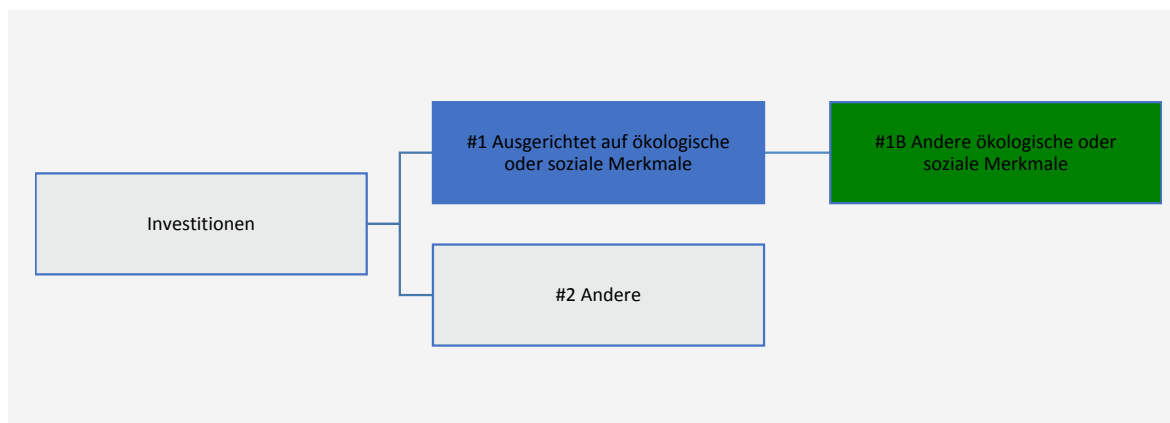 Investitionen
#1 Ausgerichtet auf ökologische
oder soziale Merkmale
#1B Andere ökologische oder
soziale Merkmale
#2 Andere